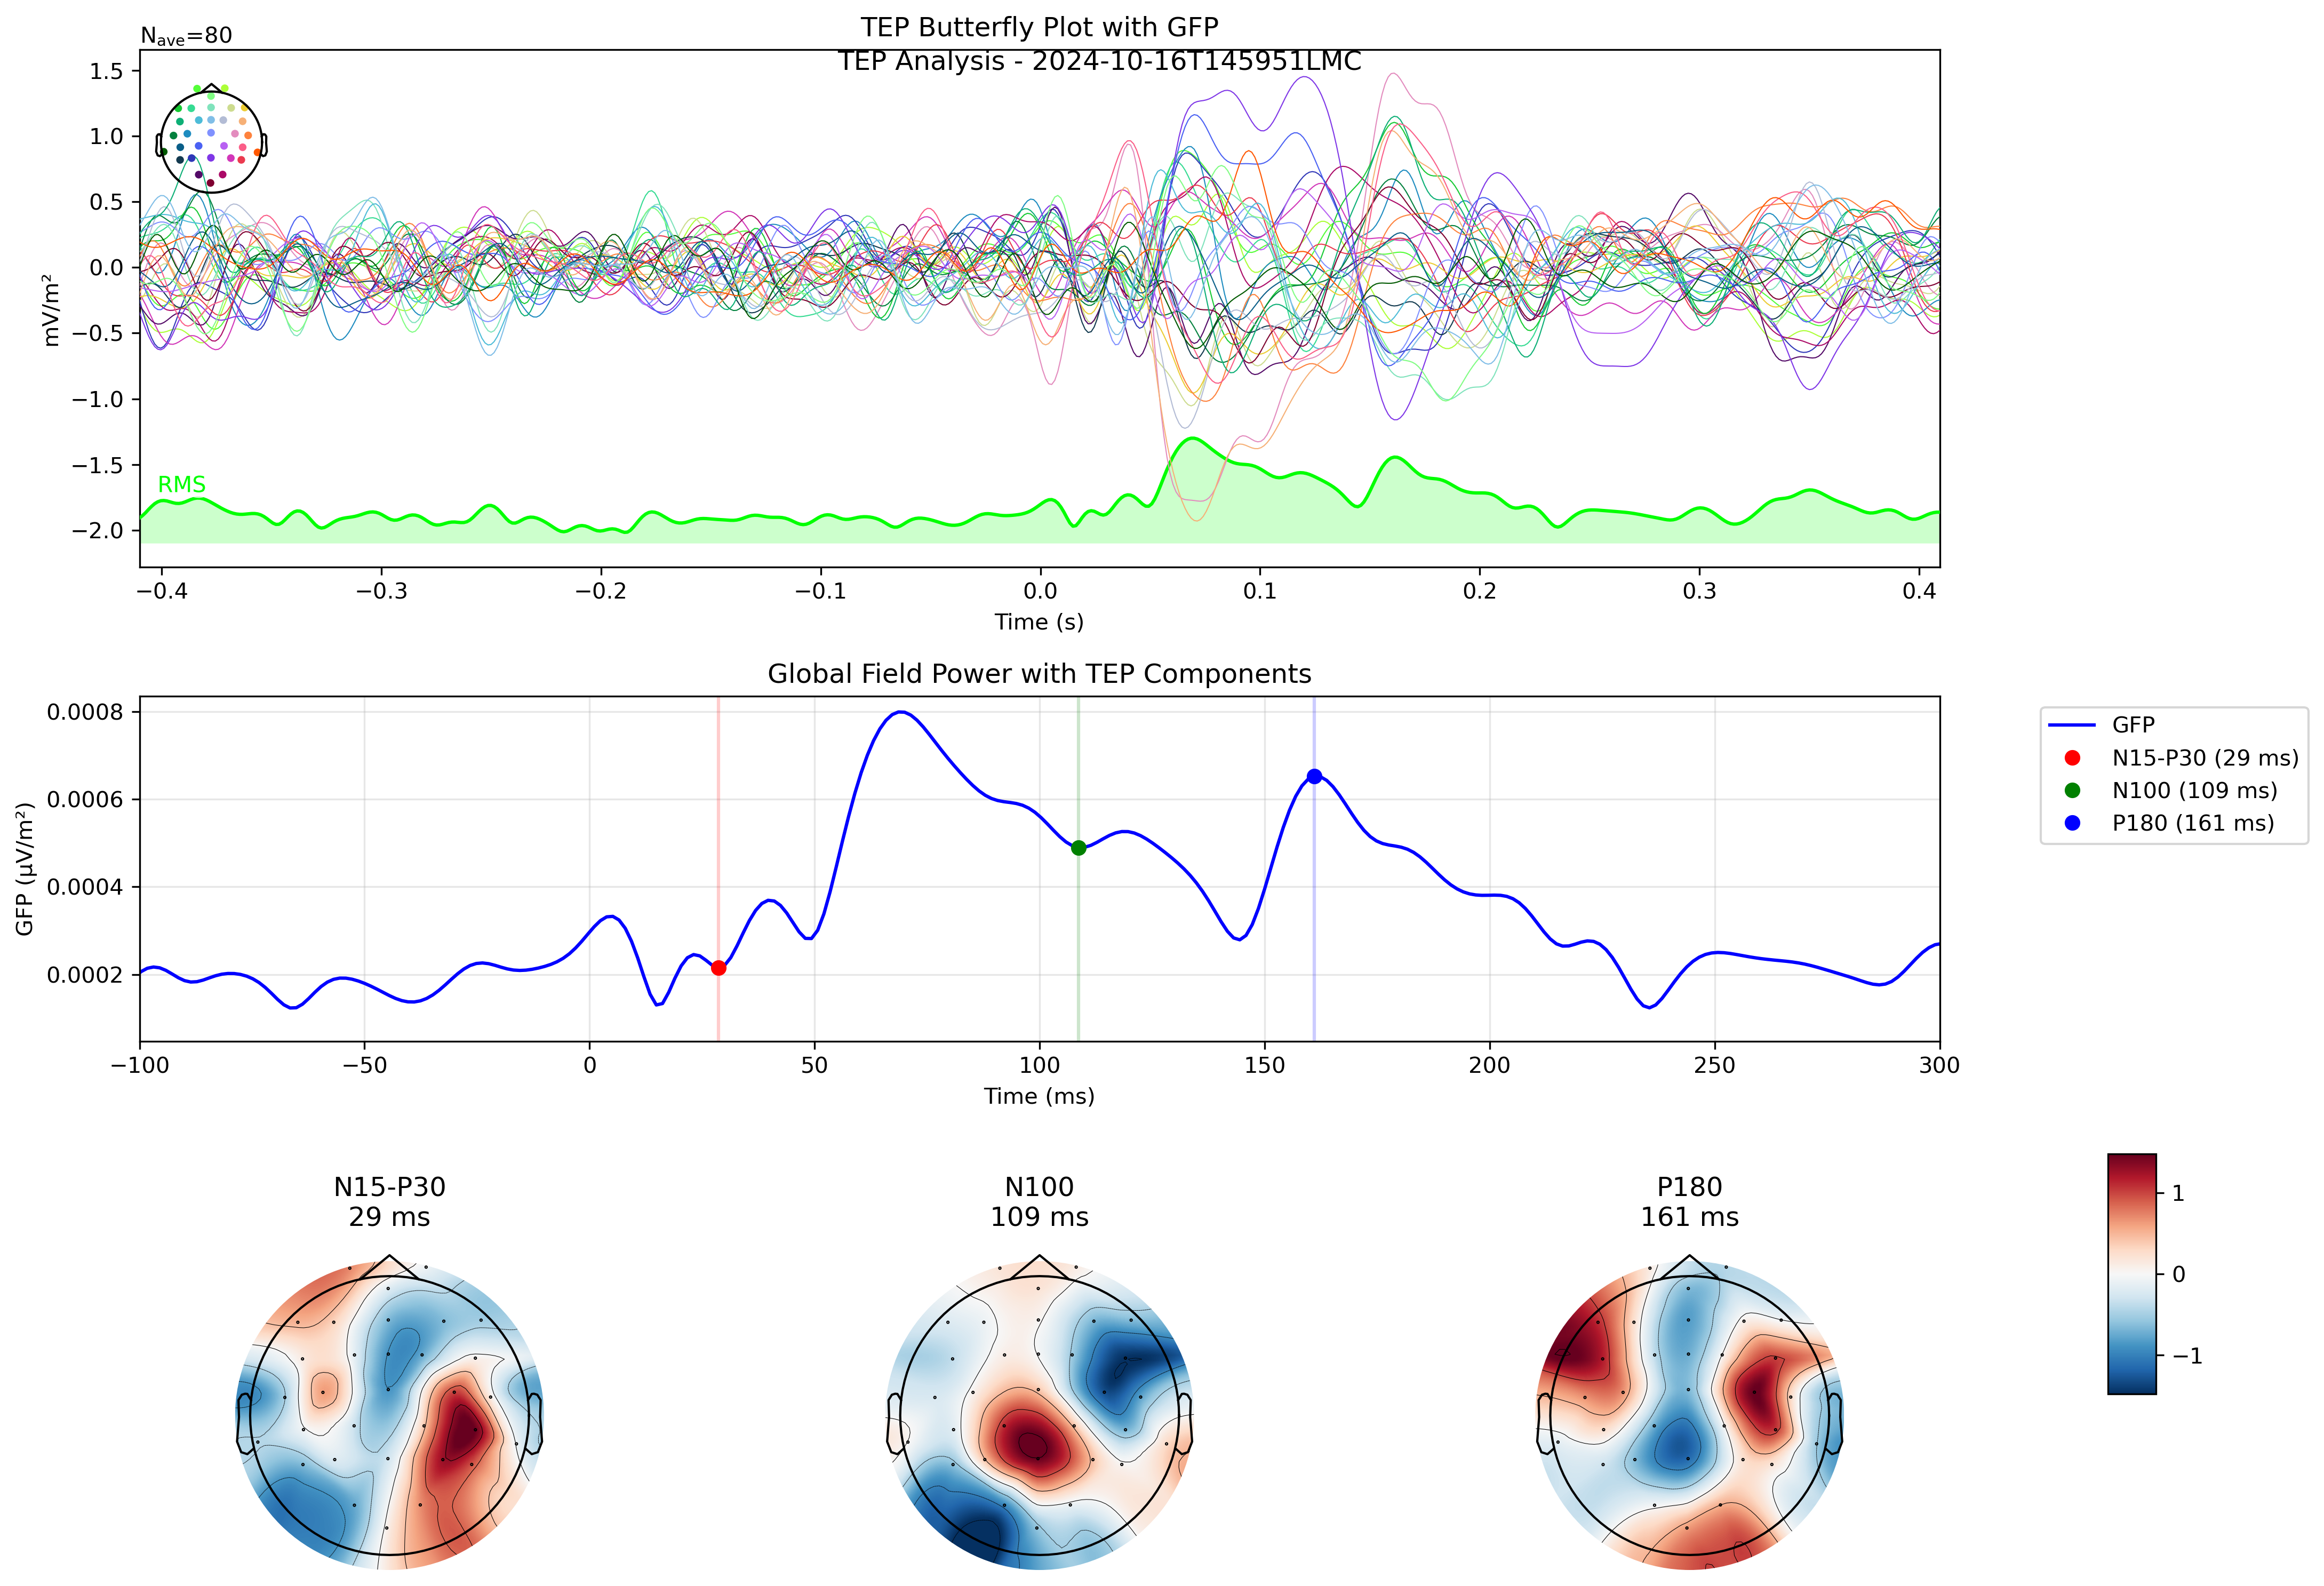 TEP Butterfly Plot with GFP
TEP Analysis - 2024-10-16T145951LMC
Nave=80
1.5
1.0
0.5
0.0
−0.5
−1.0
−1.5
−2.0
mV/m²
RMS
−0.4
−0.3
−0.2
−0.1
0.0
0.1
0.2
0.3
0.4
Time (s)
Global Field Power with TEP Components
0.0008
0.0006
0.0004
0.0002
GFP (μV/m²)
−100
−50
0
50
100
150
200
250
300
Time (ms)
GFP
N15-P30 (29 ms)
N100 (109 ms)
P180 (161 ms)
N15-P30
29 ms
N100
109 ms
P180
161 ms
1
0
−1